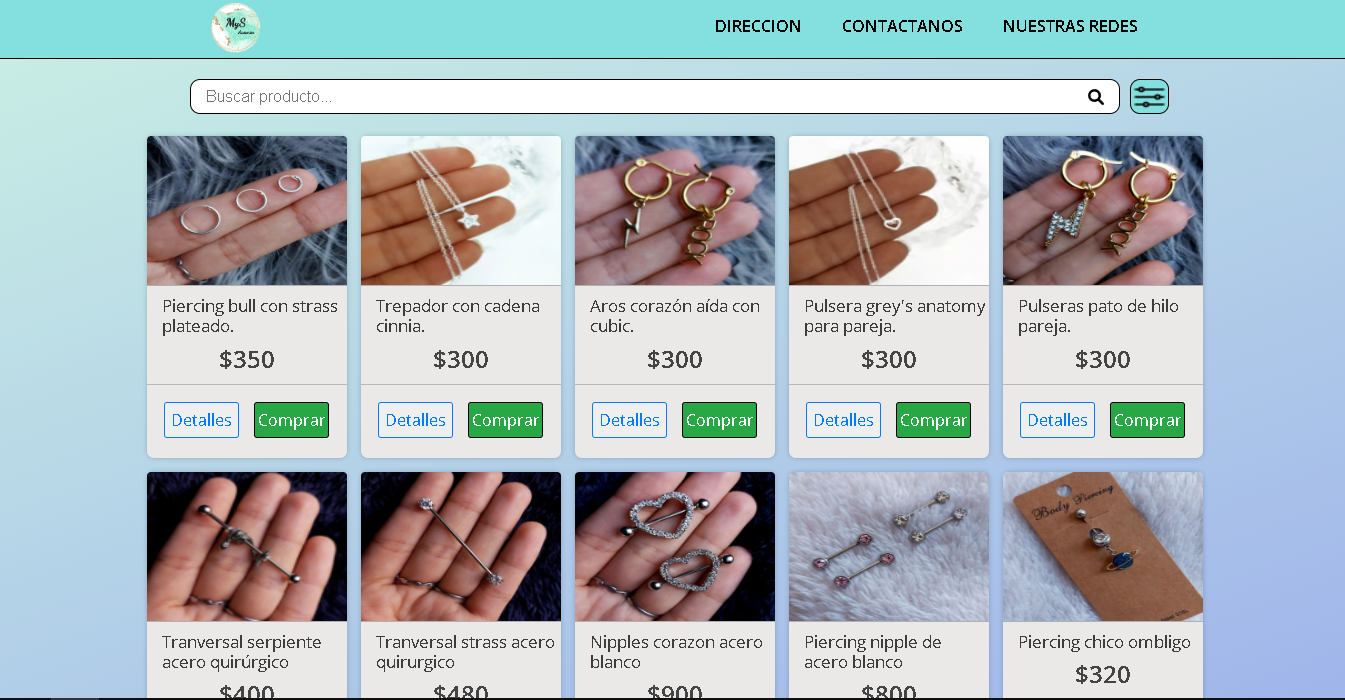 MyS
DIRECCION
CONTACTANOS
NUESTRAS REDES
Buscar producto...
Piercing bull con strass
plateado.
$350
Detalles
Comprar
Trepador con cadena
cinnia.
$300
Detalles
Comprar
Aros corazón aída con
cubic.
$300
Detalles
Comprar
Pulsera grey's anatomy
para pareja.
$300
Detalles
Comprar
Pulseras pato de hilo
pareja.
$300
Detalles
Comprar
Tranversal serpiente
acero quirúrgico
$400
Tranversal strass acero
quirurgico
$480
Nipples corazon acero
blanco
$900
Piercing nipple de
acero blanco
$800
Body Piercing
Piercing chico ombligo
$320